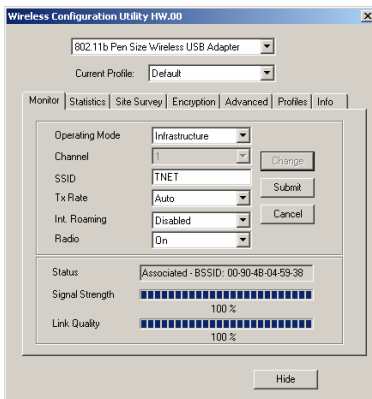 Wireless Configuration Utility HW.00
802.11b Pen Size Wireless USB Adapter
Current Profile: Default
Monitor Statistics Site Survey Encryption Advanced Profiles Info
Operating Mode Infrastructure
Channel 1 Change
SSID TNET
Submit
Tx Rate Auto
Int. Roaming Disabled Cancel
Radio On
Status Associated - BSSID: 00-90-4B-04-59-38
Signal Strength
100 %
Link Quality
100 %
Hide